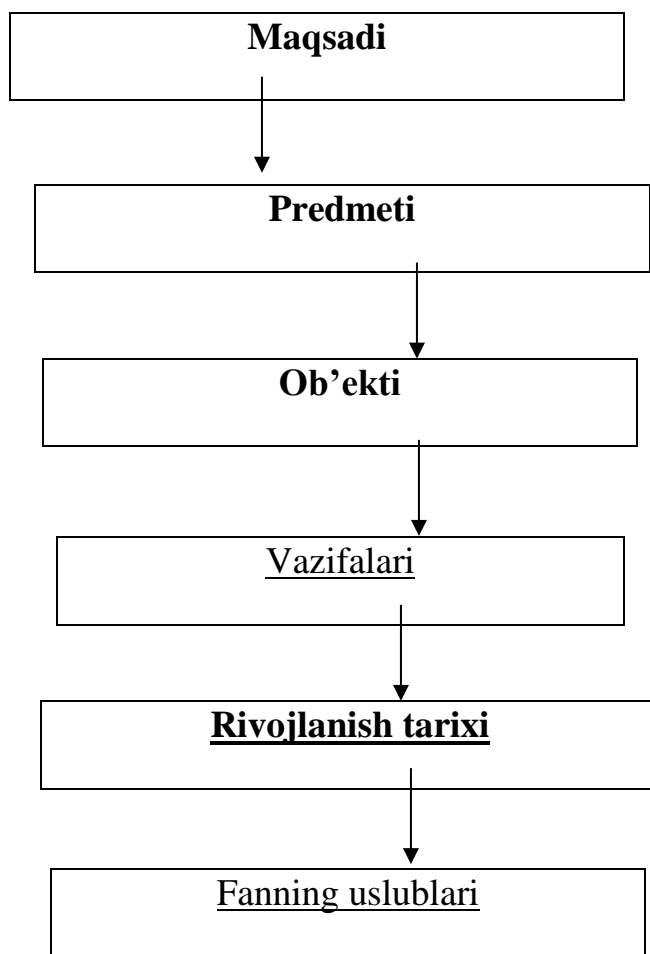 Maqsadi
Predmeti
Ob’ekti
Vazifalari
Rivojlanish tarixi
Fanning uslublari